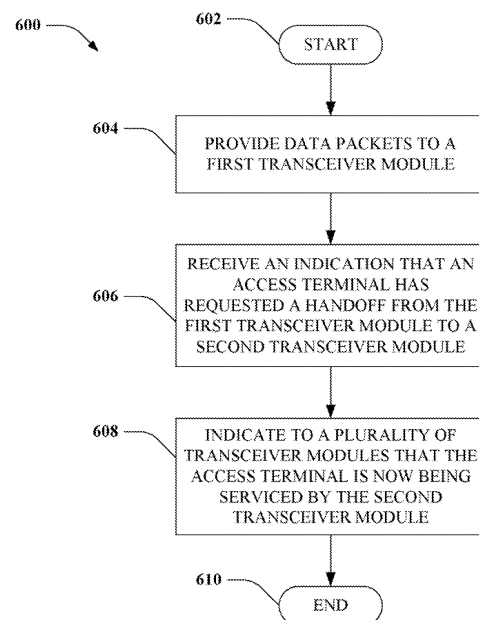 600
602
START
604
PROVIDE DATA PACKETS TO A
FIRST TRANSCEIVER MODULE
606
RECEIVE AN INDICATION THAT AN
ACCESS TERMINAL HAS
REQUESTED A HANDOFF FROM THE
FIRST TRANSCEIVER MODULE TO A
SECOND TRANSCEIVER MODULE
608
INDICATE TO A PLURALITY OF
TRANSCEIVER MODULES THAT THE
ACCESS TERMINAL IS NOW BEING
SERVICED BY THE SECOND
TRANSCEIVER MODULE
610
END